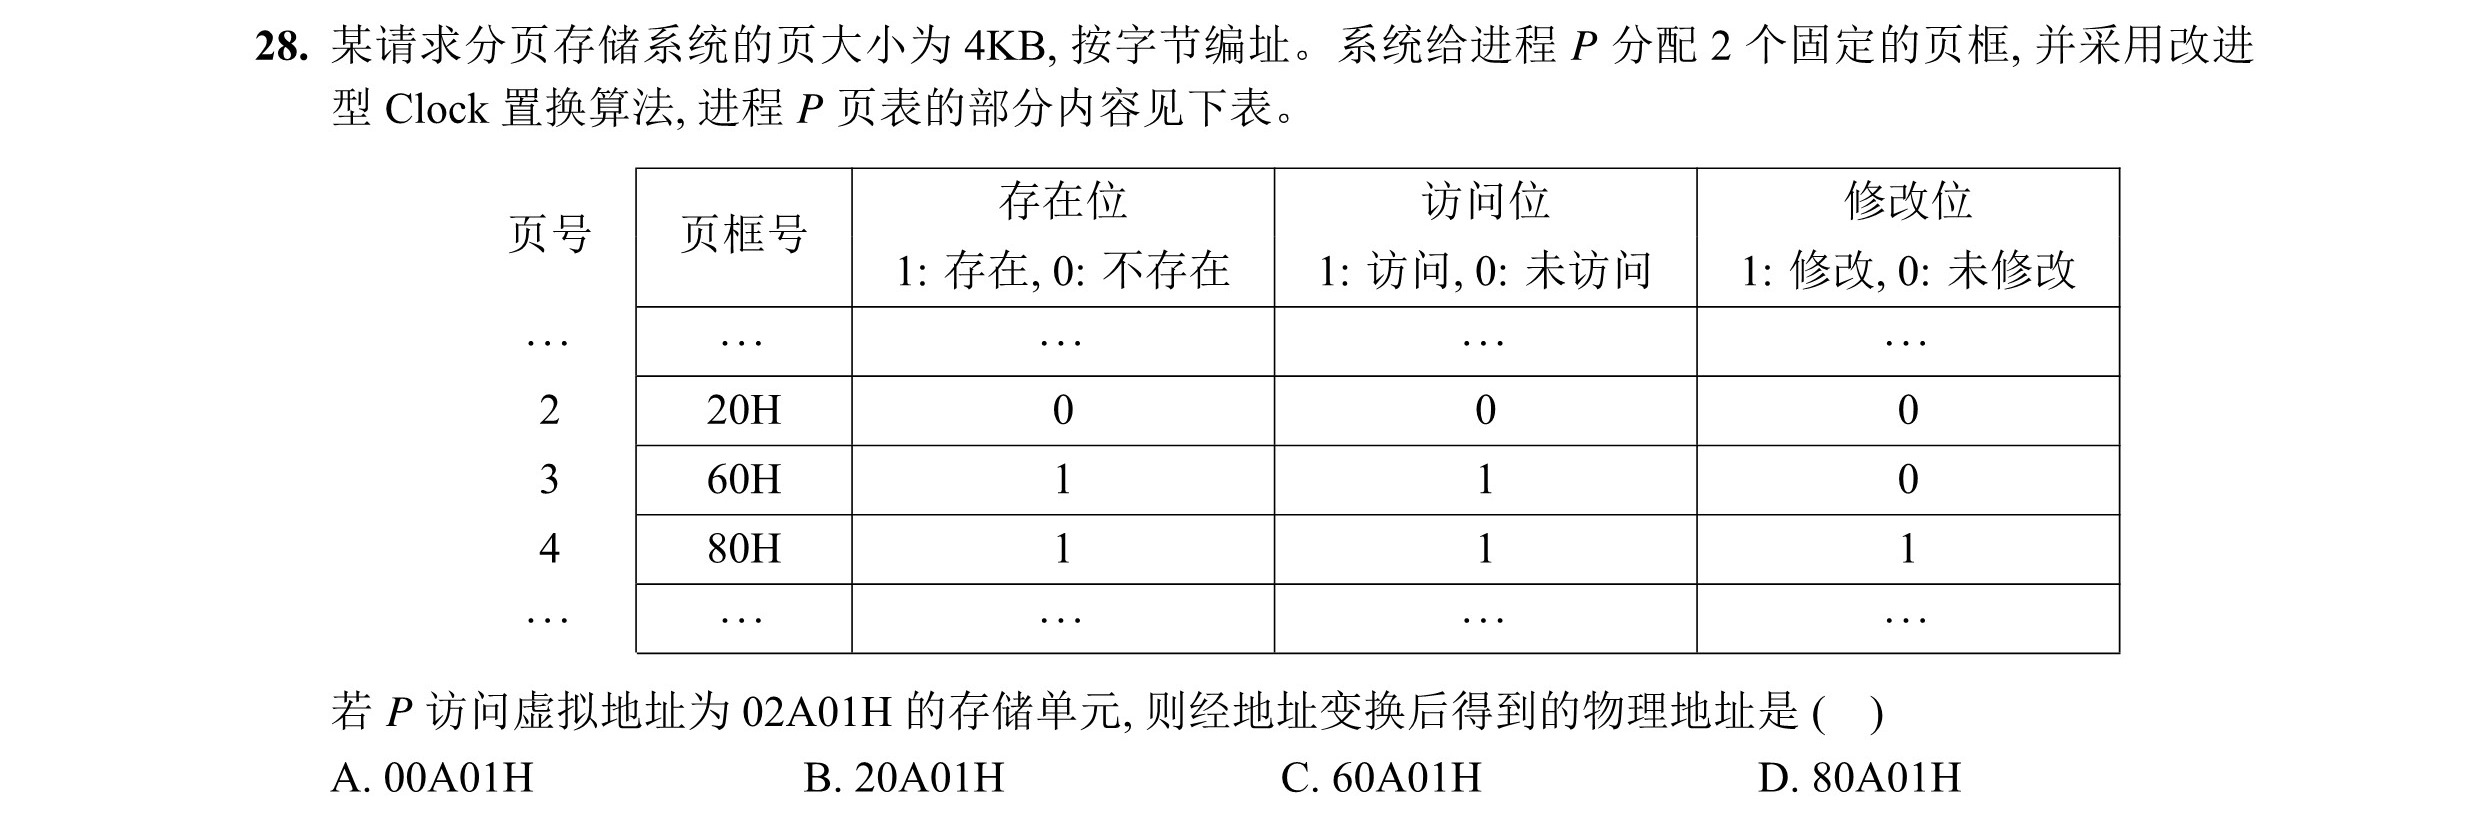 28. 某请求分页存储系统的页大小为 4KB, 按字节编址。系统给进程 P 分配 2 个固定的页框, 并采用改进
型 Clock 置换算法, 进程 P 页表的部分内容见下表。
页号 页框号 存在位 访问位 修改位
1: 存在, 0: 不存在 1: 访问, 0: 未访问 1: 修改, 0: 未修改
… … … … …
2 20H 0 0 0
3 60H 1 1 0
4 80H 1 1 1
… … … … …
若 P 访问虚拟地址为 02A01H 的存储单元, 则经地址变换后得到的物理地址是 ( )
A. 00A01H B. 20A01H C. 60A01H D. 80A01H